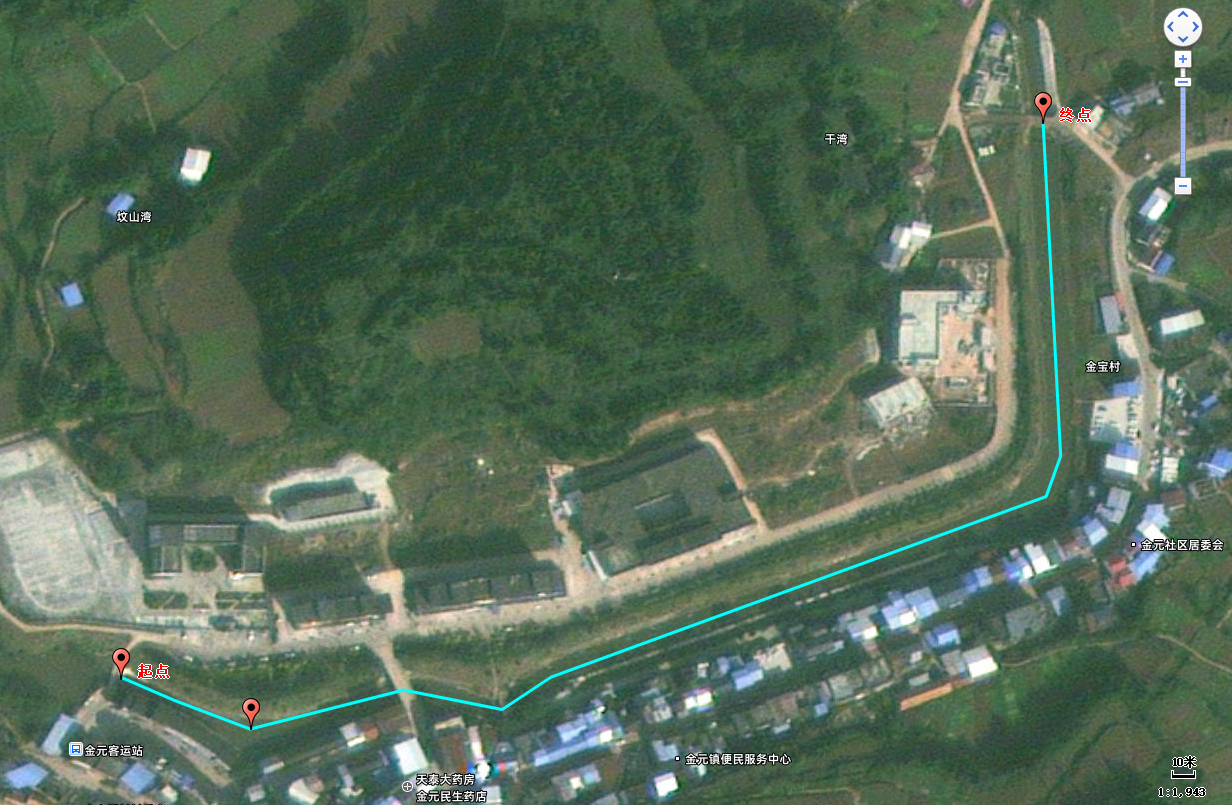 终点
干湾
坟山湾
金宝村
金元社区居委会
起点
金元客运站
金元镇便民服务中心
天泰大药房
金元民生药店
10米
1:1,943